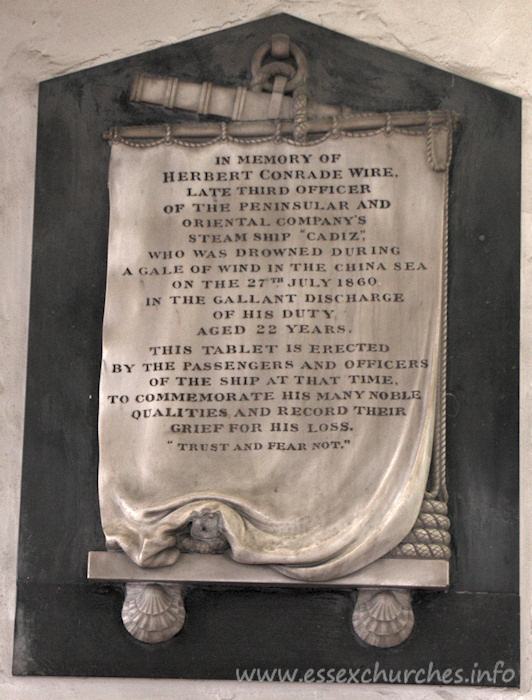 IN MEMORY OF
HERBERT CONRADE WIRE,
LATE THIRD OFFICER
OF THE PENINSULAR AND
ORIENTAL COMPANY'S
STEAM SHIP "CADIZ",
WHO WAS DROWNED DURING
A GALE OF WIND IN THE CHINA SEA
ON THE 27TH JULY 1860.
IN THE GALLANT DISCHARGE
OF HIS DUTY
AGED 22 YEARS.
THIS TABLET IS ERECTED
BY THE PASSENGERS AND OFFICERS
OF THE SHIP AT THAT TIME,
TO COMMEMORATE HIS MANY NOBLE
QUALITIES AND RECORD THEIR
GRIEF FOR HIS LOSS.
"TRUST AND FEAR NOT."
www.essexchurches.info